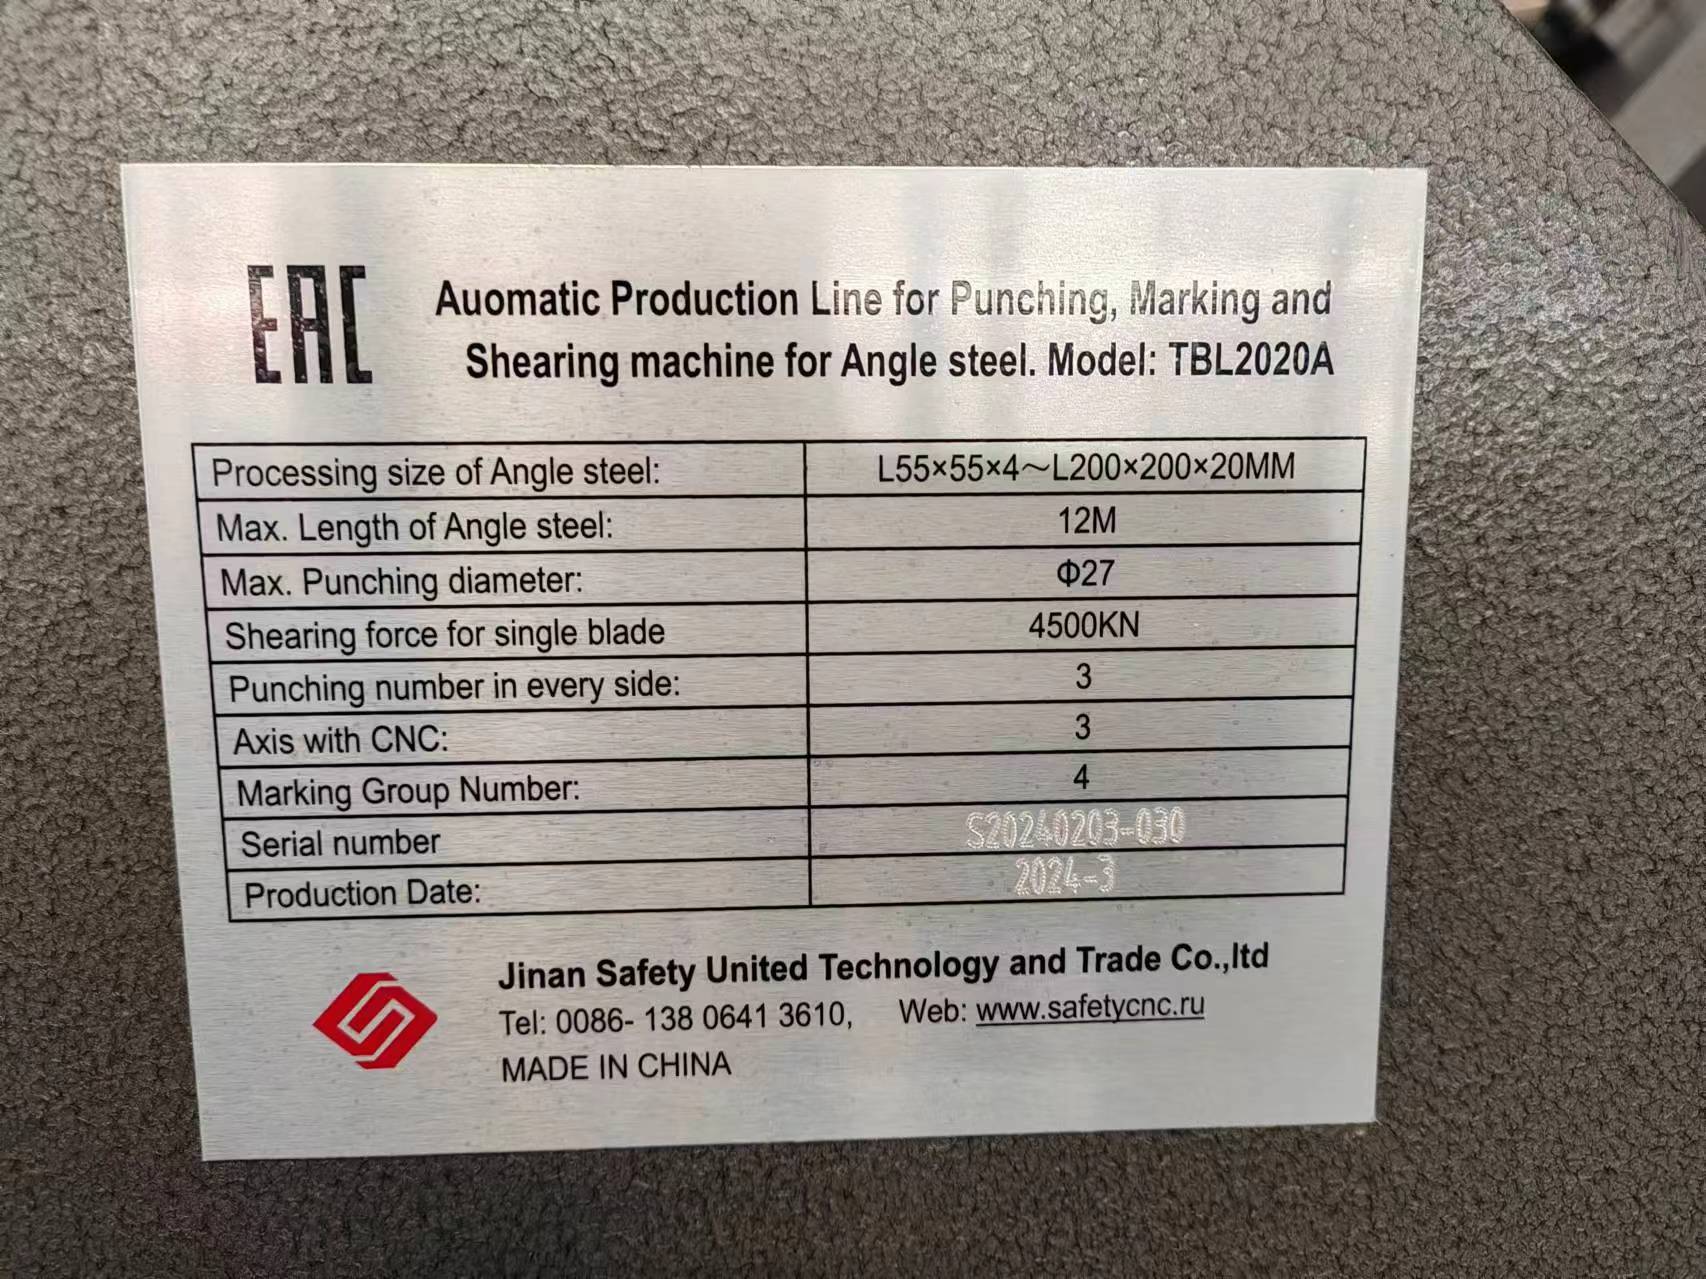 EAC
Auomatic Production Line for Punching, Marking and
Shearing machine for Angle steel. Model: TBL2020A
Processing size of Angle steel: L55×55×4～L200×200×20MM
Max. Length of Angle steel: 12M
Max. Punching diameter: Φ27
Shearing force for single blade 4500KN
Punching number in every side: 3
Axis with CNC: 3
Marking Group Number: 4
Serial number S20240203-030
Production Date: 2024-3
Jinan Safety United Technology and Trade Co.,ltd
Tel: 0086- 138 0641 3610, Web: www.safetycnc.ru
MADE IN CHINA